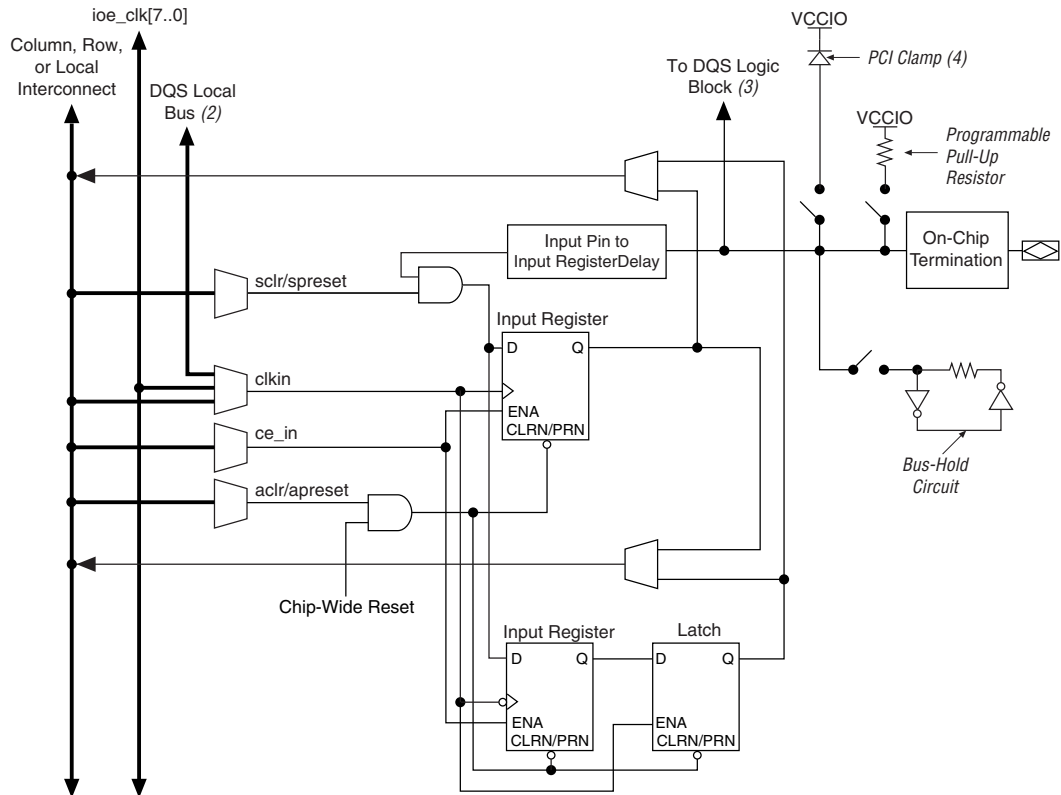 ioe_clk[7..0]
Column, Row,
or Local
Interconnect
DQS Local
Bus (2)
To DQS Logic
Block (3)
VCCIO
PCI Clamp (4)
VCCIO
Programmable
Pull-Up
Resistor
Input Pin to
Input RegisterDelay
On-Chip
Termination
sclr/spreset
Input Register
D
Q
clkin
ENA
CLRN/PRN
ce_in
Bus-Hold
Circuit
aclr/apreset
Chip-Wide Reset
Input Register
D
Q
ENA
CLRN/PRN
Latch
D
Q
ENA
CLRN/PRN